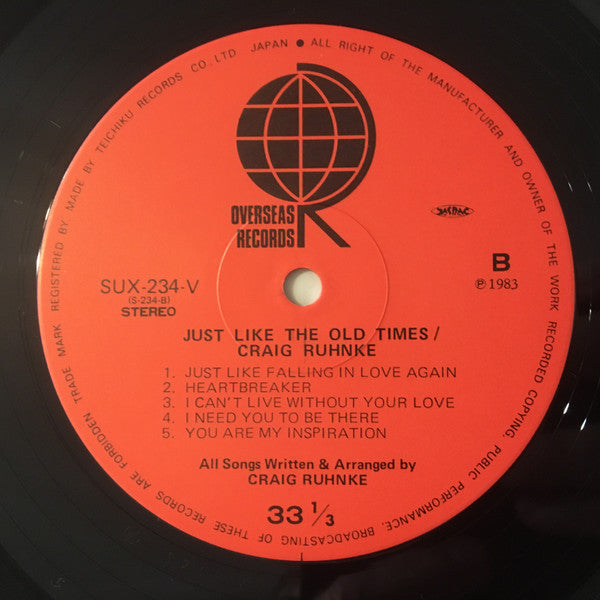 TRADE MARK REGISTERED BY MADE BY TEICHIKU RECORDS CO., LTD JAPAN ● ALL RIGHT OF THE MANUFACTURER AND OWNER OF THE WORK RECORDED COPYING, PUBLIC PERFORMANCE, BROADCASTING OF THESE RECORDS ARE FORBIDDEN
OVERSEAS
RECORDS
JASRAC
SUX-234-V
(S-234-B)
STEREO
B
℗ 1983
JUST LIKE THE OLD TIMES/
CRAIG RUHNKE
1. JUST LIKE FALLING IN LOVE AGAIN
2. HEARTBREAKER
3. I CAN'T LIVE WITHOUT YOUR LOVE
4. I NEED YOU TO BE THERE
5. YOU ARE MY INSPIRATION
All Songs Written & Arranged by
CRAIG RUHNKE
33 1/3